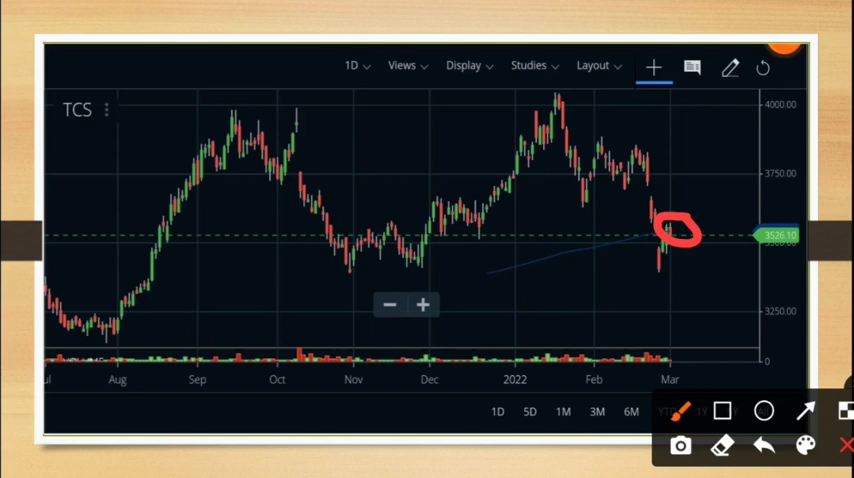 1D Views Display Studies Layout
TCS
4000.00
3750.00
3526.10
3250.00
0
Aug Sep Oct Nov Dec 2022 Feb Mar
1D 5D 1M 3M 6M YTD 1Y